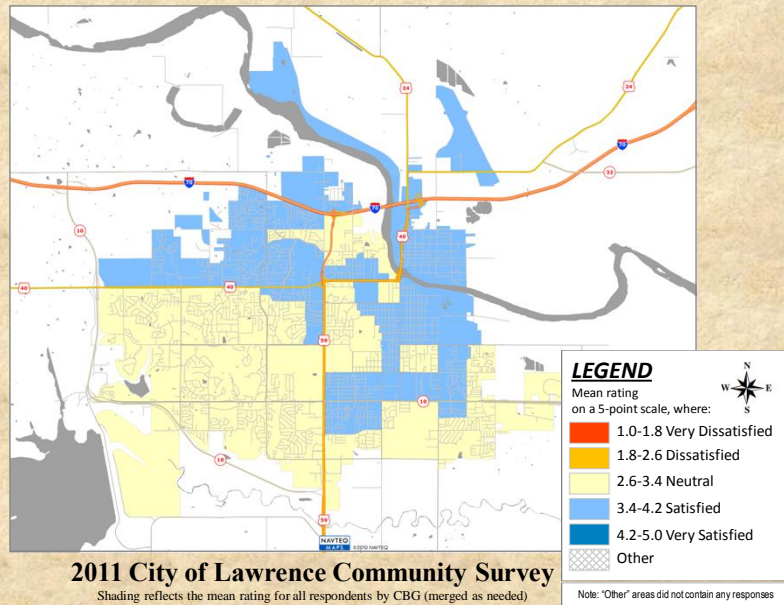 24
24
70
70
32
70
10
40
40
40
59
10
10
59
NAVTEQ
MAPS ©2010 NAVTEQ
LEGEND
Mean rating
on a 5-point scale, where:
N
W E
S
1.0-1.8 Very Dissatisfied
1.8-2.6 Dissatisfied
2.6-3.4 Neutral
3.4-4.2 Satisfied
4.2-5.0 Very Satisfied
Other
2011 City of Lawrence Community Survey
Shading reflects the mean rating for all respondents by CBG (merged as needed)
Note: "Other" areas did not contain any responses